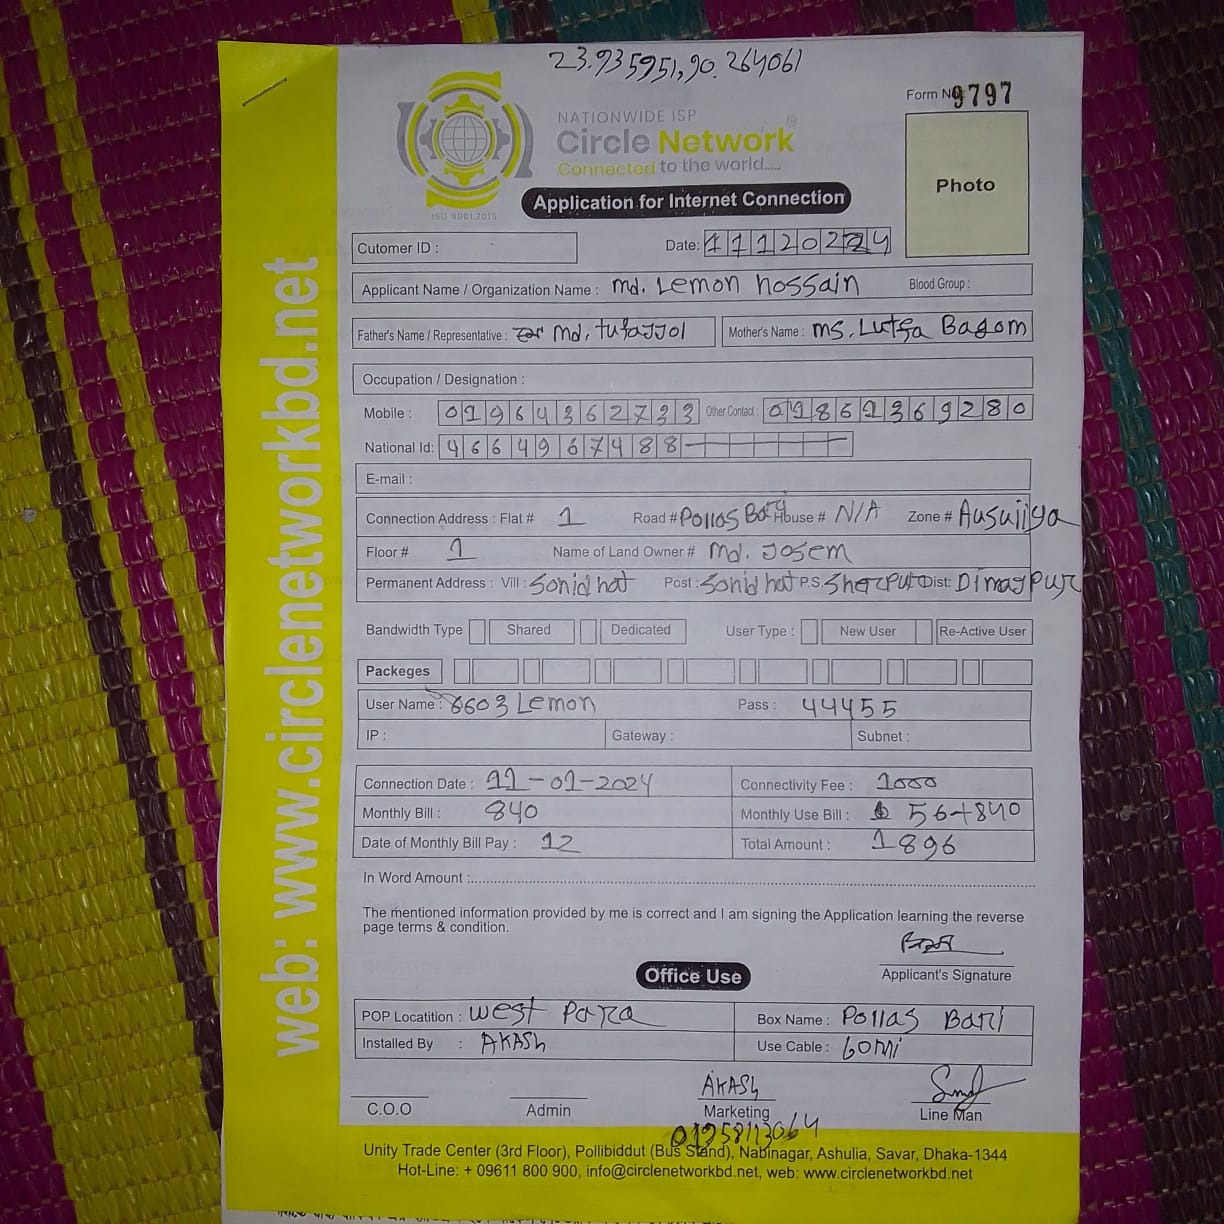 23.935951,90.264061
Form No 9797
NATIONWIDE ISP
Circle Network
Connected to the world.....
ISO 9001:2015
Photo
Application for Internet Connection
Cutomer ID :
Date: 11120224
Applicant Name / Organization Name : md. Lemon hossain Blood Group :
Father's Name / Representative : Md. tufajjol Mother's Name : ms. Lutfa Bagom
Occupation / Designation :
Mobile : 01964362733 Other Contact : 01861369280
National Id: 4664967488
E-mail :
Connection Address : Flat # 1 Road # Pollas Bari House # N/A Zone # Ausuliya
Floor # 1 Name of Land Owner # Md. Josem
Permanent Address : Vill : Sonid hat Post : Sonid hat P.S. Sherpur Dist: Dinajpur
Bandwidth Type Shared Dedicated User Type : New User Re-Active User
Packeges
User Name : 6603 Lemon Pass : 44455
IP : Gateway : Subnet :
Connection Date : 11-01-2024 Connectivity Fee : 1000
Monthly Bill : 840 Monthly Use Bill : 56+840
Date of Monthly Bill Pay : 12 Total Amount : 1896
In Word Amount :
The mentioned information provided by me is correct and I am signing the Application learning the reverse
page terms & condition.
Applicant's Signature
Office Use
POP Locatition : West Para Box Name : Pollas Bari
Installed By : AKASh Use Cable : 60mi
AKASh
C.O.O Admin Marketing Line Man
01958113064
Unity Trade Center (3rd Floor), Pollibiddut (Bus Stand), Nabinagar, Ashulia, Savar, Dhaka-1344
Hot-Line: + 09611 800 900, info@circlenetworkbd.net, web: www.circlenetworkbd.net
web: www.circlenetworkbd.net